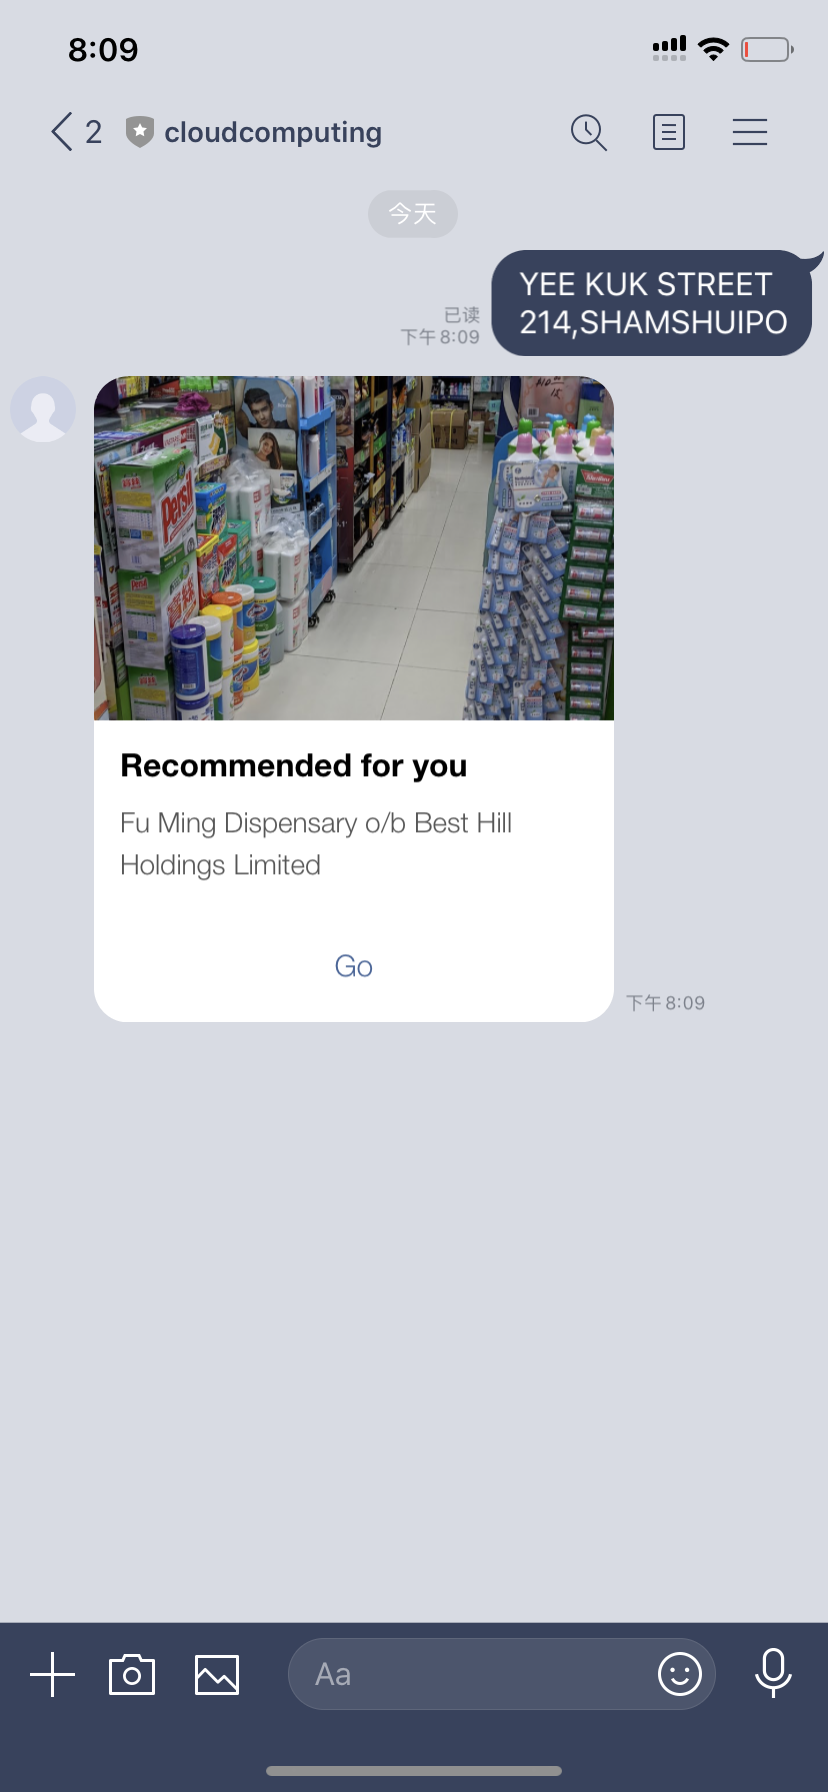 8:09
2 cloudcomputing
今天
YEE KUK STREET
214,SHAMSHUIPO
已读
下午 8:09
Persil
Persil
Recommended for you
Fu Ming Dispensary o/b Best Hill
Holdings Limited
Go
下午 8:09
Aa